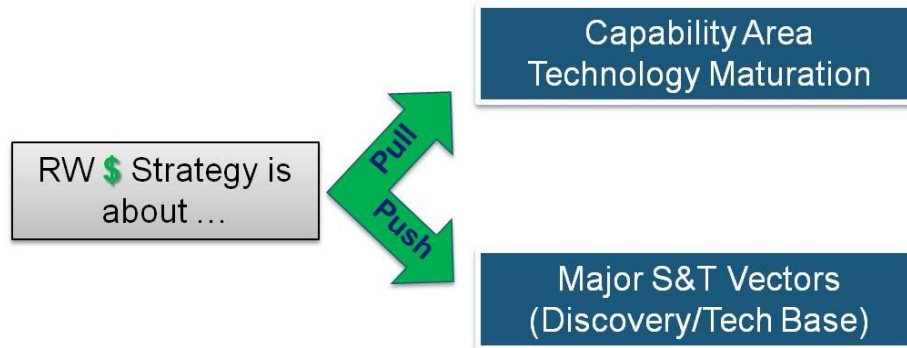 Capability Area
Technology Maturation
Pull
RW $ Strategy is
about ...
Push
Major S&T Vectors
(Discovery/Tech Base)